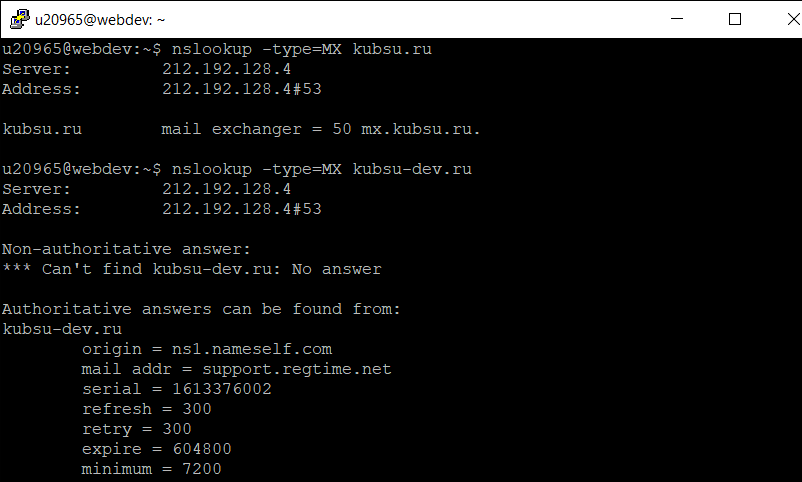 u20965@webdev: ~
u20965@webdev:~$ nslookup -type=MX kubsu.ru
Server:         212.192.128.4
Address:        212.192.128.4#53

kubsu.ru        mail exchanger = 50 mx.kubsu.ru.

u20965@webdev:~$ nslookup -type=MX kubsu-dev.ru
Server:         212.192.128.4
Address:        212.192.128.4#53

Non-authoritative answer:
*** Can't find kubsu-dev.ru: No answer

Authoritative answers can be found from:
kubsu-dev.ru
        origin = ns1.nameself.com
        mail addr = support.regtime.net
        serial = 1613376002
        refresh = 300
        retry = 300
        expire = 604800
        minimum = 7200